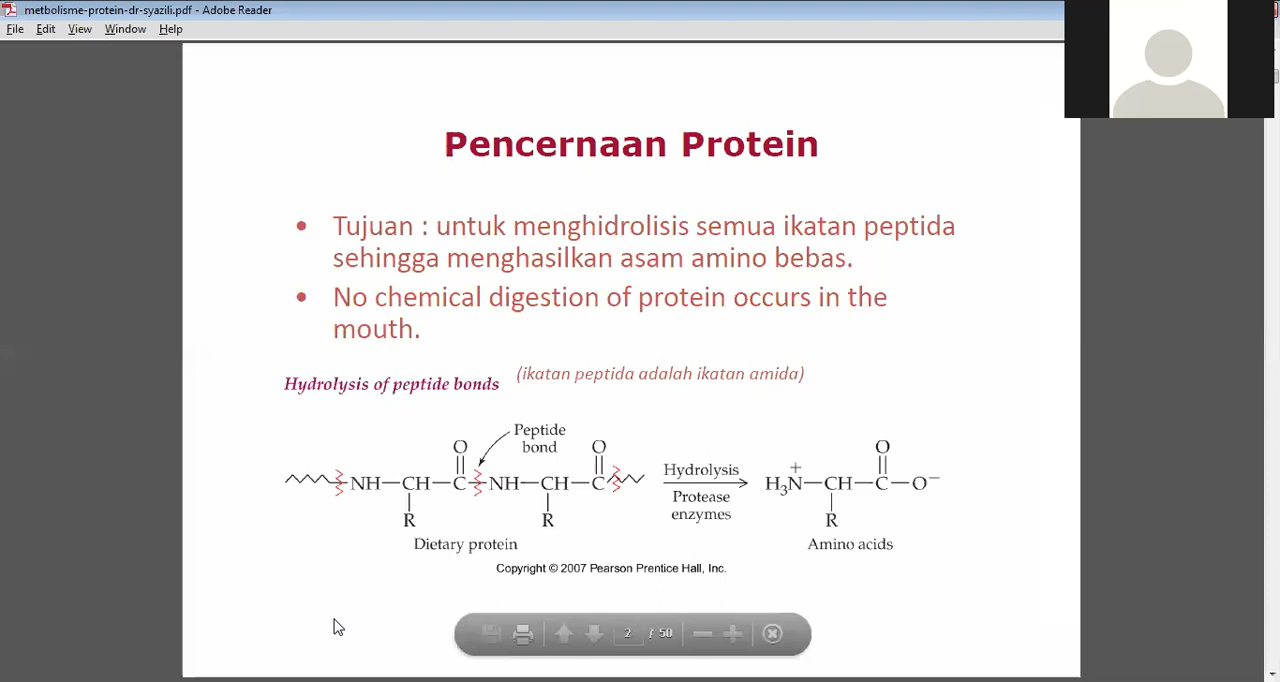 metbolisme-protein-dr-syazili.pdf - Adobe Reader
File Edit View Window Help
Pencernaan Protein
• Tujuan : untuk menghidrolisis semua ikatan peptida
sehingga menghasilkan asam amino bebas.
• No chemical digestion of protein occurs in the
mouth.
Hydrolysis of peptide bonds (ikatan peptida adalah ikatan amida)
Peptide
bond
O O O
NH—CH—C—NH—CH—C
R R
Hydrolysis
Protease
enzymes
+
H₃N—CH—C—O⁻
R
Dietary protein Amino acids
Copyright © 2007 Pearson Prentice Hall, Inc.
2 / 50